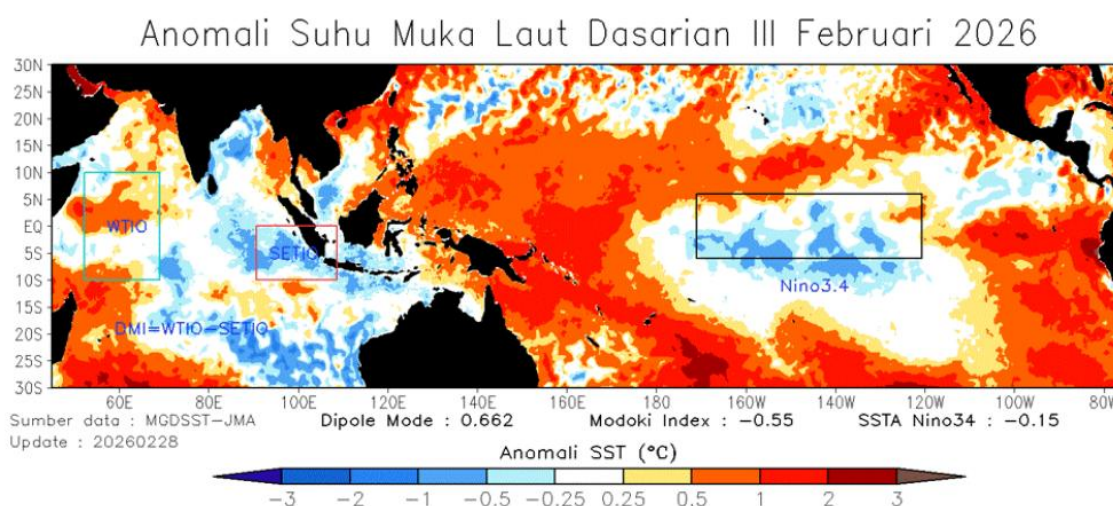 Anomali Suhu Muka Laut Dasarian III Februari 2026
30N
25N
20N
15N
10N
5N
EQ
5S
10S
15S
20S
25S
30S
WTIO
SETIO
Nino3.4
DMI=WTIO-SETIO
60E 80E 100E 120E 140E 160E 180 160W 140W 120W 100W 80W
Sumber data : MGDSST-JMA Dipole Mode : 0.662 Modoki Index : -0.55 SSTA Nino34 : -0.15
Update : 20260228
Anomali SST (°C)
-3 -2 -1 -0.5 -0.25 0.25 0.5 1 2 3